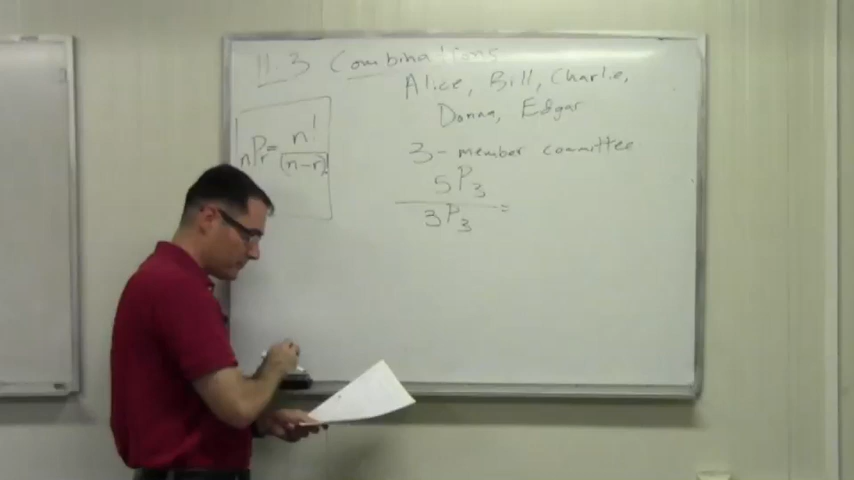 11.3 Combinations
Alice, Bill, Charlie,
Donna, Edgar
nPr = n!
(n-r)!
3-member committee
5P3
3P3 =